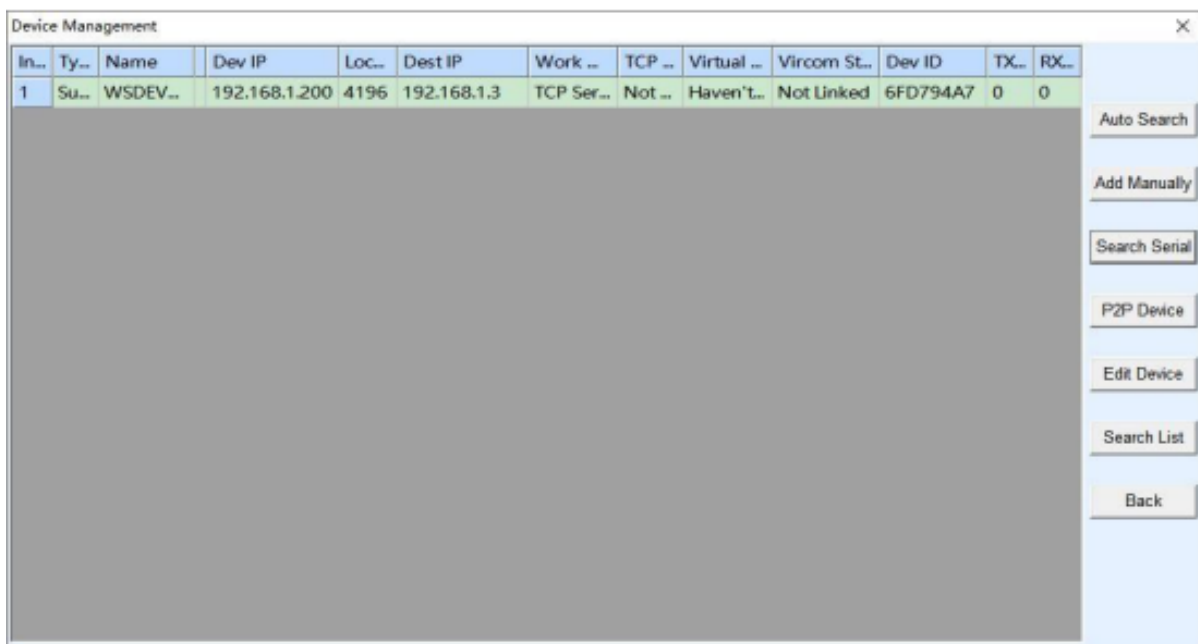 Device Management
In... Ty... Name Dev IP Loc... Dest IP Work ... TCP ... Virtual ... Vircom St... Dev ID TX... RX...
1 Su... WSDEV... 192.168.1.200 4196 192.168.1.3 TCP Ser... Not ... Haven't... Not Linked 6FD794A7 0 0
Auto Search
Add Manually
Search Serial
P2P Device
Edit Device
Search List
Back